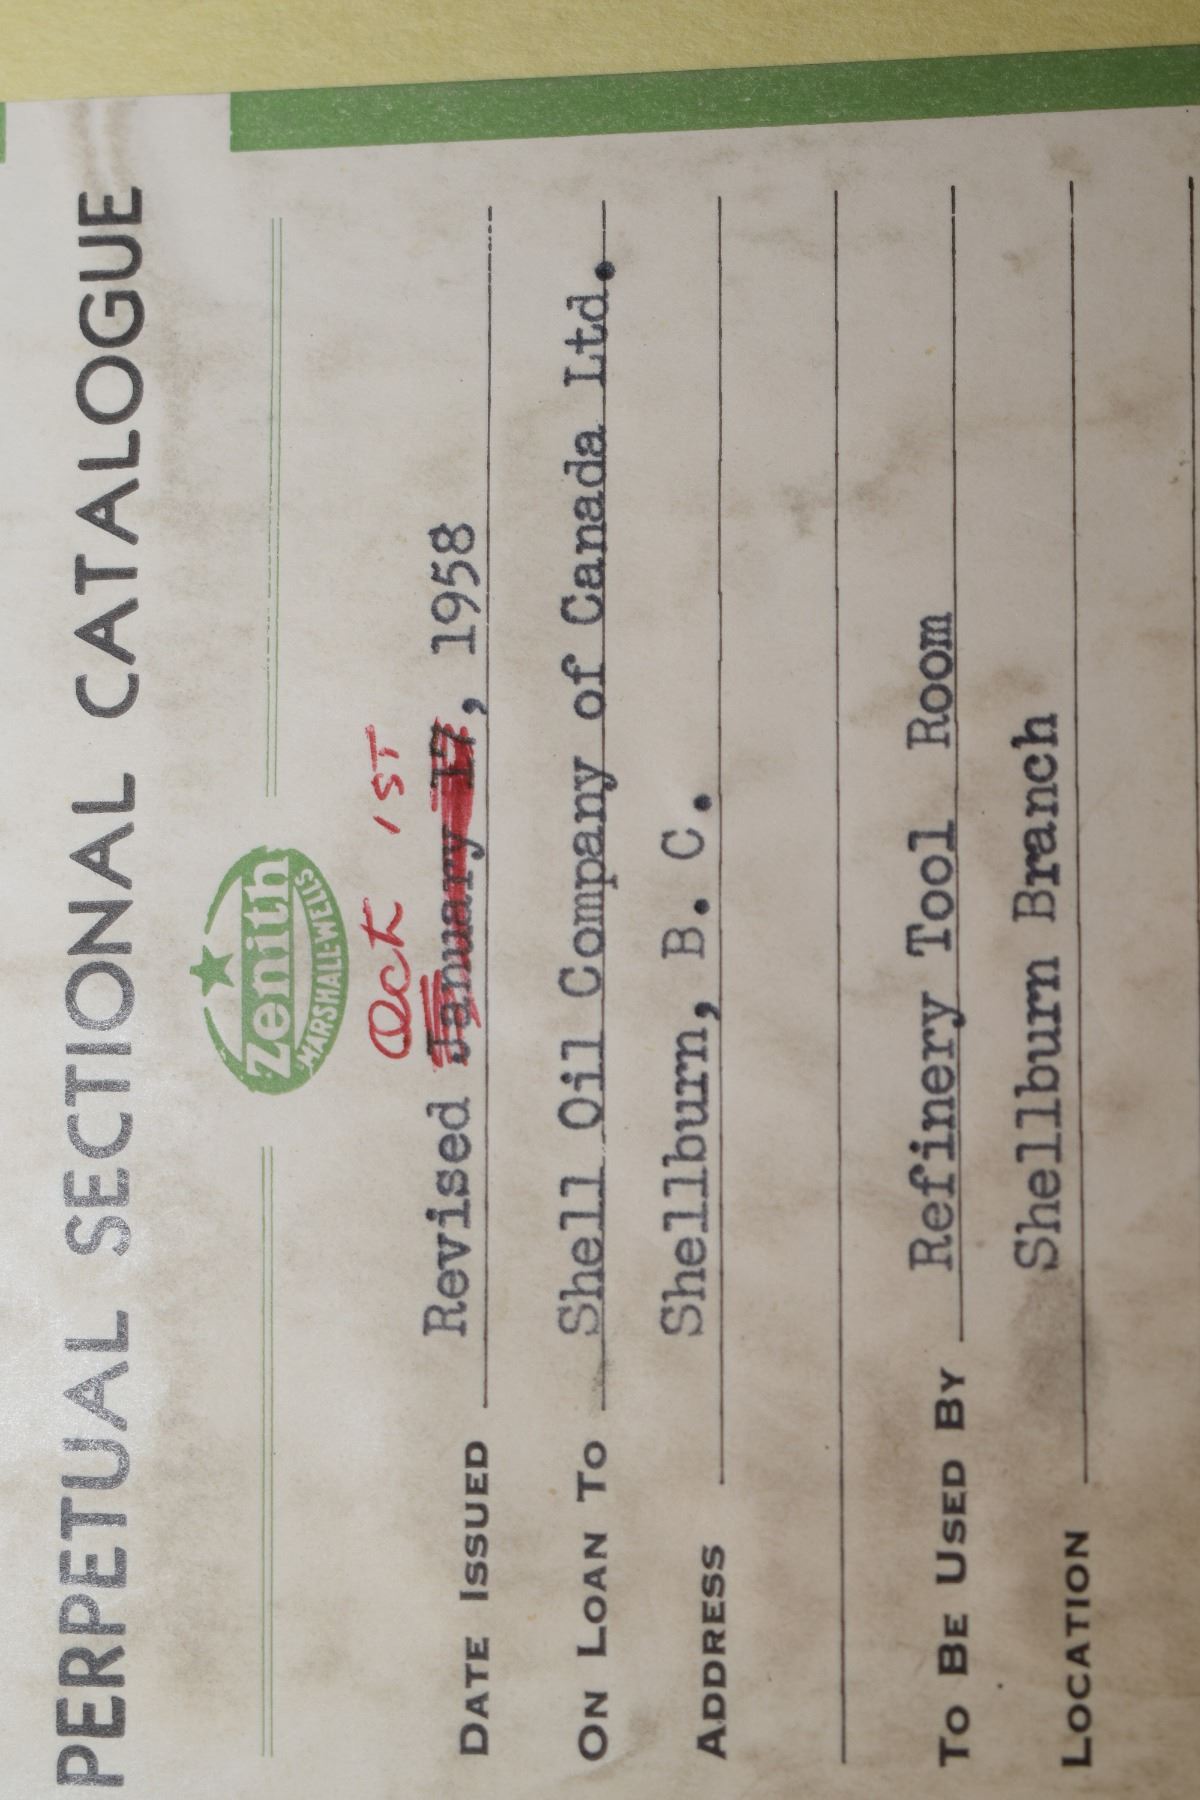 PERPETUAL SECTIONAL CATALOGUE
Zenith
MARSHALL-WELLS
Oct 1ST
DATE ISSUED Revised January 17, 1958
ON LOAN TO Shell Oil Company of Canada Ltd.
ADDRESS Shellburn, B. C.
TO BE USED BY Refinery Tool Room
LOCATION Shellburn Branch